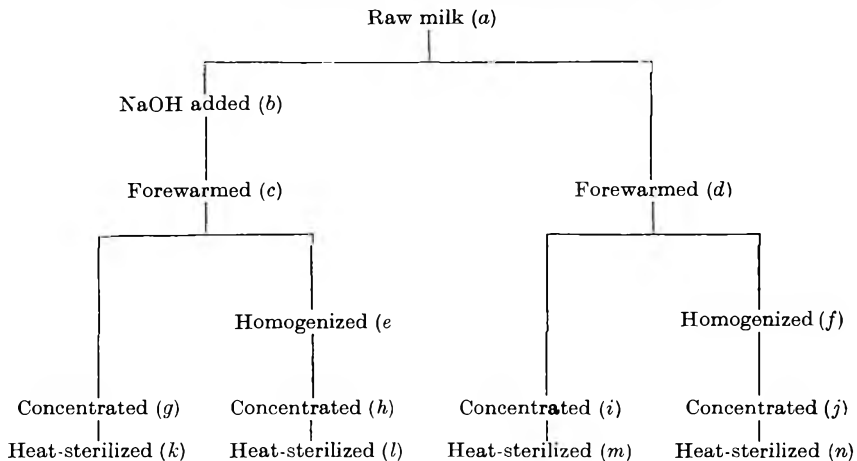 Raw milk (a)
NaOH added (b)
Forewarmed (c) Forewarmed (d)
Homogenized (e Homogenized (f)
Concentrated (g) Concentrated (h) Concentrated (i) Concentrated (j)
Heat-sterilized (k) Heat-sterilized (l) Heat-sterilized (m) Heat-sterilized (n)